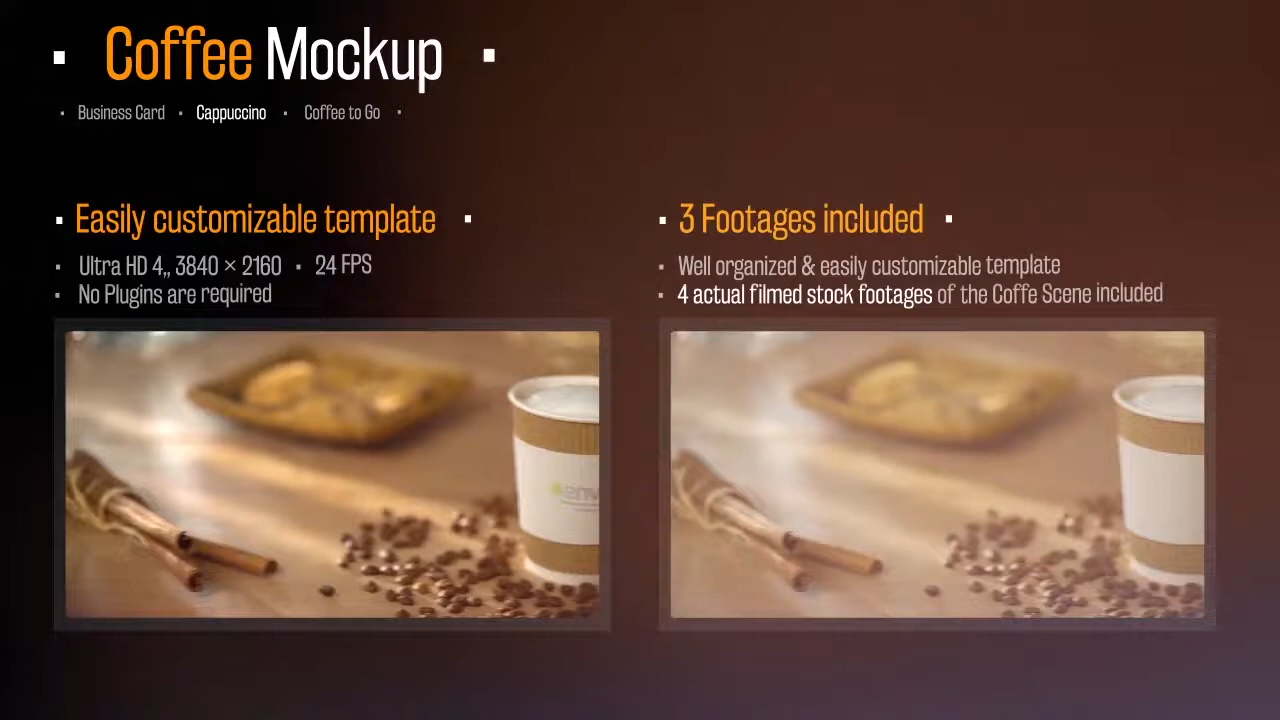 Coffee Mockup
Business Card · Cappuccino · Coffee to Go
Easily customizable template
Ultra HD 4,, 3840 × 2160 · 24 FPS
No Plugins are required
3 Footages included
Well organized & easily customizable template
4 actual filmed stock footages of the Coffe Scene included